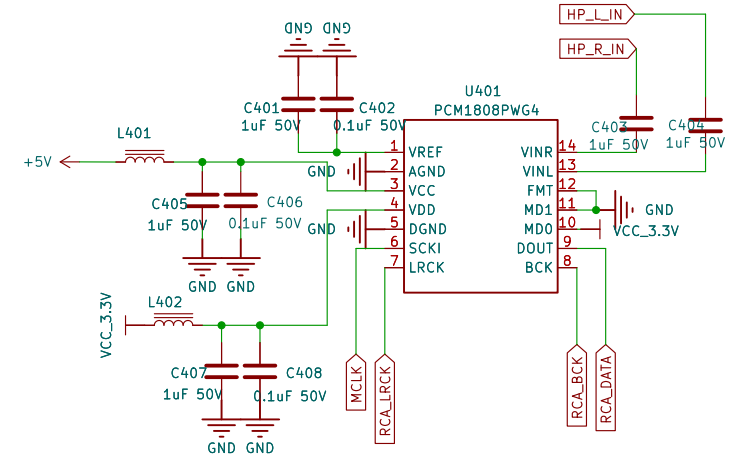 HP_L_IN
GND GND
HP_R_IN
U401
PCM1808PWG4
C401
1uF 50V
C402
0.1uF 50V
C403
1uF 50V
C404
1uF 50V
L401
+5V
1 VREF
2 AGND
3 VCC
4 VDD
5 DGND
6 SCKI
7 LRCK
VINR 14
VINL 13
FMT 12
MD1 11
MD0 10
DOUT 9
BCK 8
GND
GND
GND
VCC_3.3V
C405
1uF 50V
C406
0.1uF 50V
GND GND
L402
VCC_3.3V
C407
1uF 50V
C408
0.1uF 50V
GND GND
MCLK
RCA_LRCK
RCA_BCK
RCA_DATA